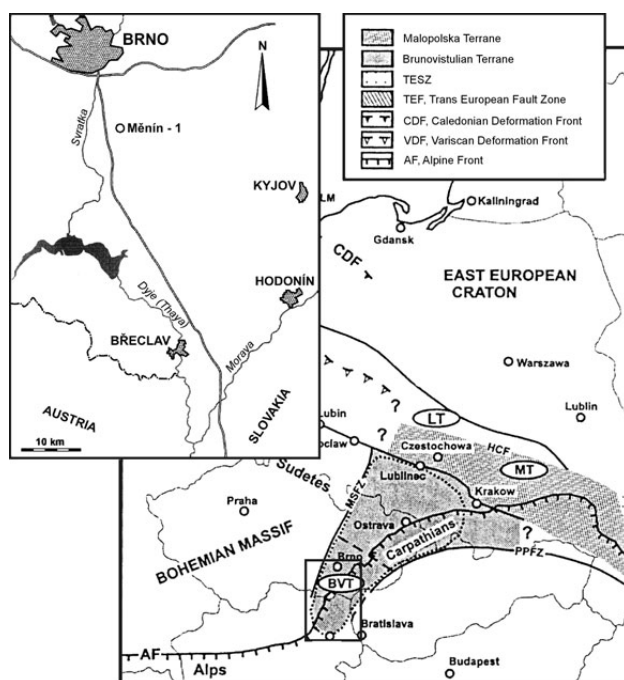 BRNO
N
Svratka
Měnín - 1
KYJOV
HODONÍN
Dyje (Thaya)
BŘECLAV
Morava
AUSTRIA
SLOVAKIA
10 km
Malopolska Terrane
Brunovistulian Terrane
TESZ
TEF, Trans European Fault Zone
CDF, Caledonian Deformation Front
VDF, Variscan Deformation Front
AF, Alpine Front
LM
Kaliningrad
Gdansk
CDF
EAST EUROPEAN
CRATON
Warszawa
?
LT
Lublin
Lubin
?
HCF
oclaw
Czestochowa
MT
Sudetes
MSFZ
Lublinec
Krakow
Praha
Ostrava
Carpathians
?
BOHEMIAN MASSIF
Brno
PPFZ
BVT
Bratislava
AF
Alps
Budapest